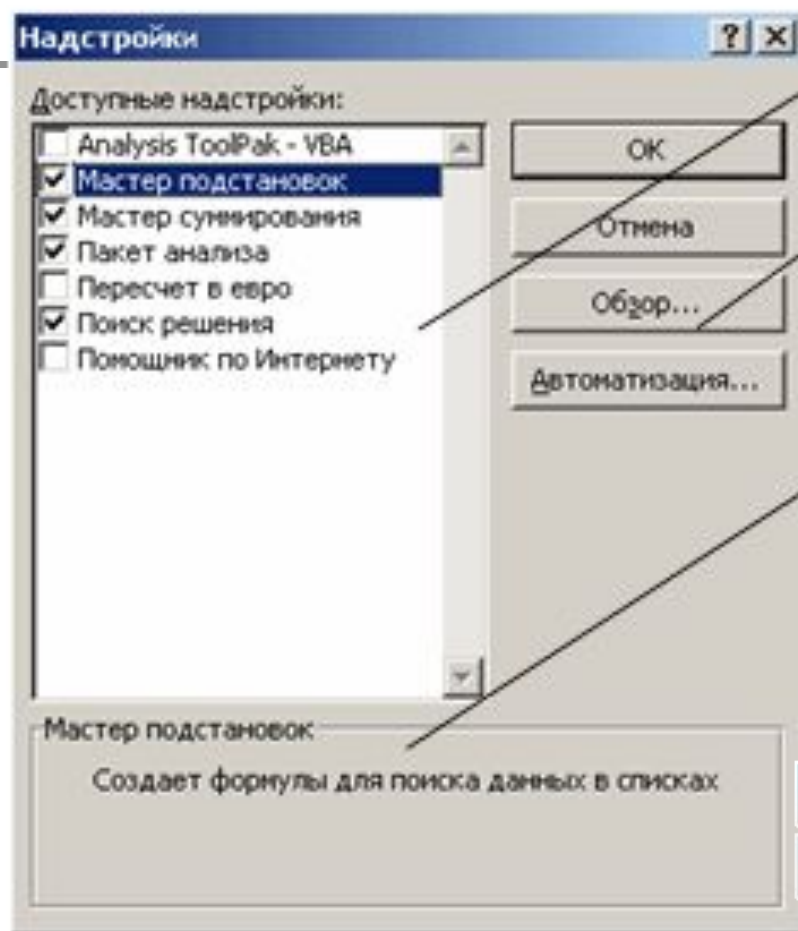 Надстройки
Доступные надстройки:
Analysis ToolPak - VBA
Мастер подстановок
Мастер суммирования
Пакет анализа
Пересчет в евро
Поиск решения
Помощник по Интернету
ОК
Отмена
Обзор...
Автоматизация...
Мастер подстановок
Создает формулы для поиска данных в списках